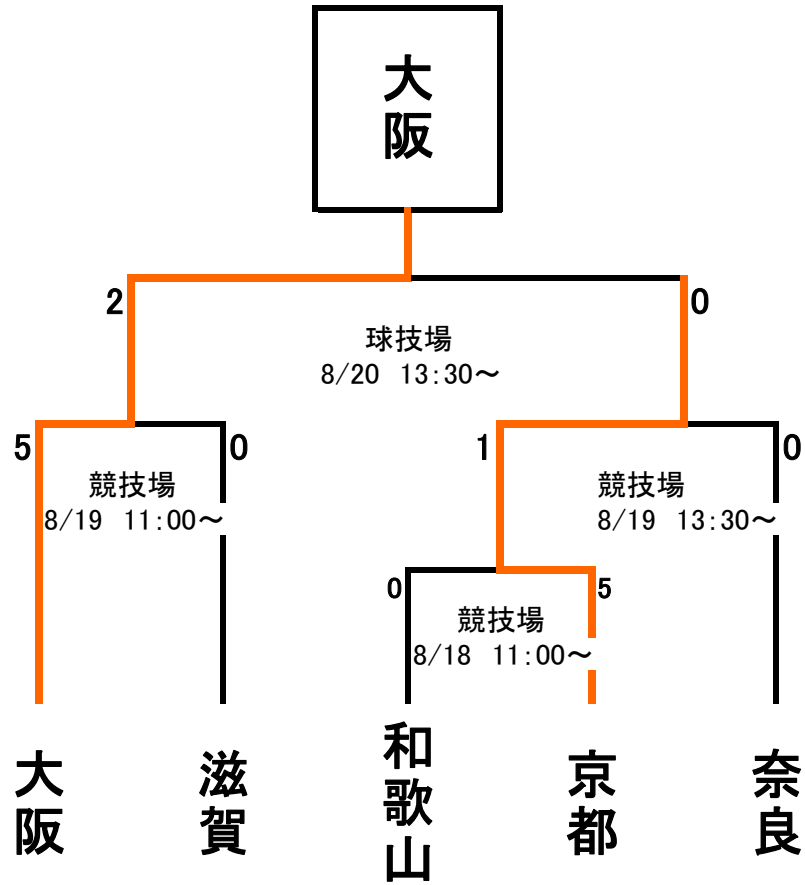 大阪
2
0
球技場
8/20 13:30～
5
0
1
0
競技場
8/19 11:00～
競技場
8/19 13:30～
0
5
競技場
8/18 11:00～
大阪
滋賀
和歌山
京都
奈良